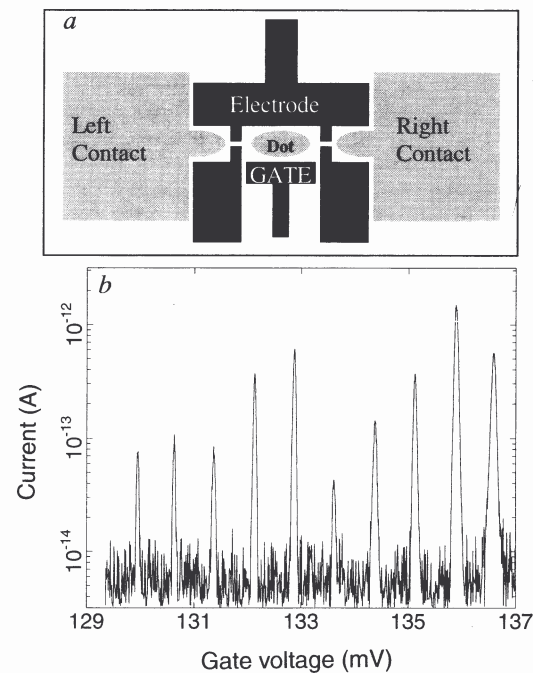 a
Electrode
Left
Contact
Dot
Right
Contact
GATE
b
10-12
10-13
10-14
Current (A)
129 131 133 135 137
Gate voltage (mV)